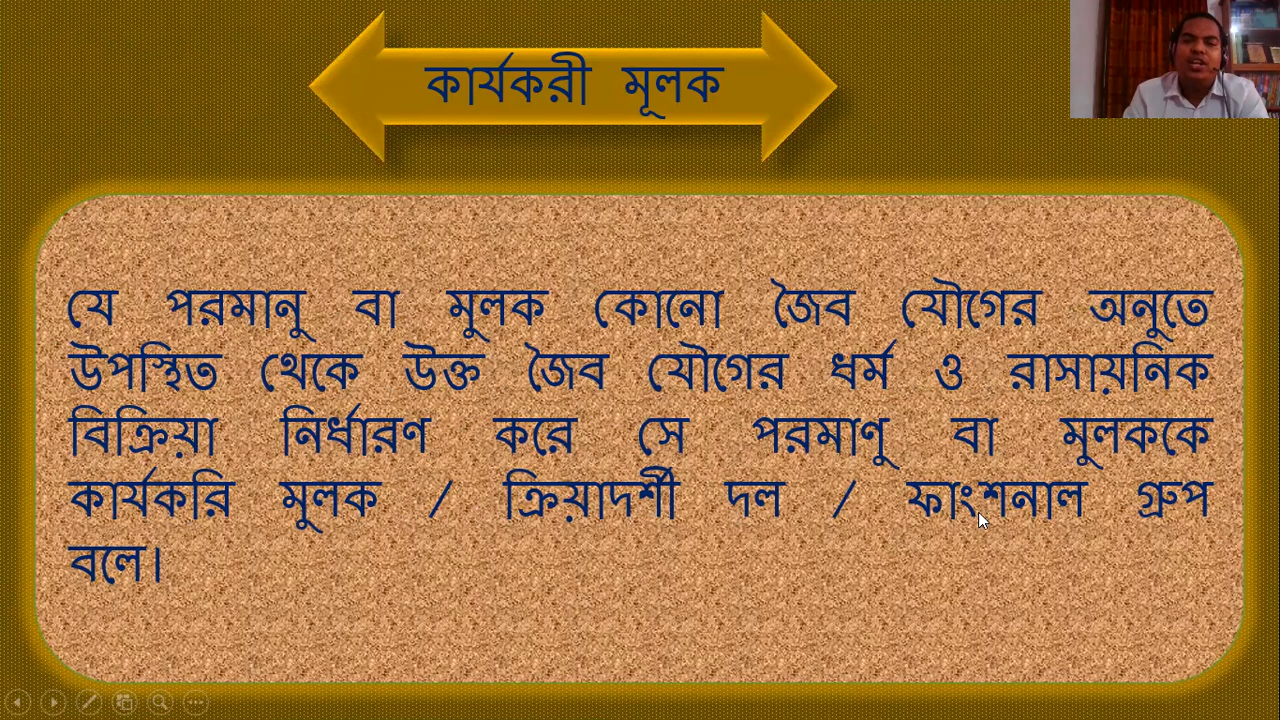 কার্যকরী মূলক
যে পরমানু বা মুলক কোনো জৈব যৌগের অনুতে
উপস্থিত থেকে উক্ত জৈব যৌগের ধর্ম ও রাসায়নিক
বিক্রিয়া নির্ধারণ করে সে পরমাণু বা মুলককে
কার্যকরি মুলক / ক্রিয়াদর্শী দল / ফাংশনাল গ্রুপ
বলে।